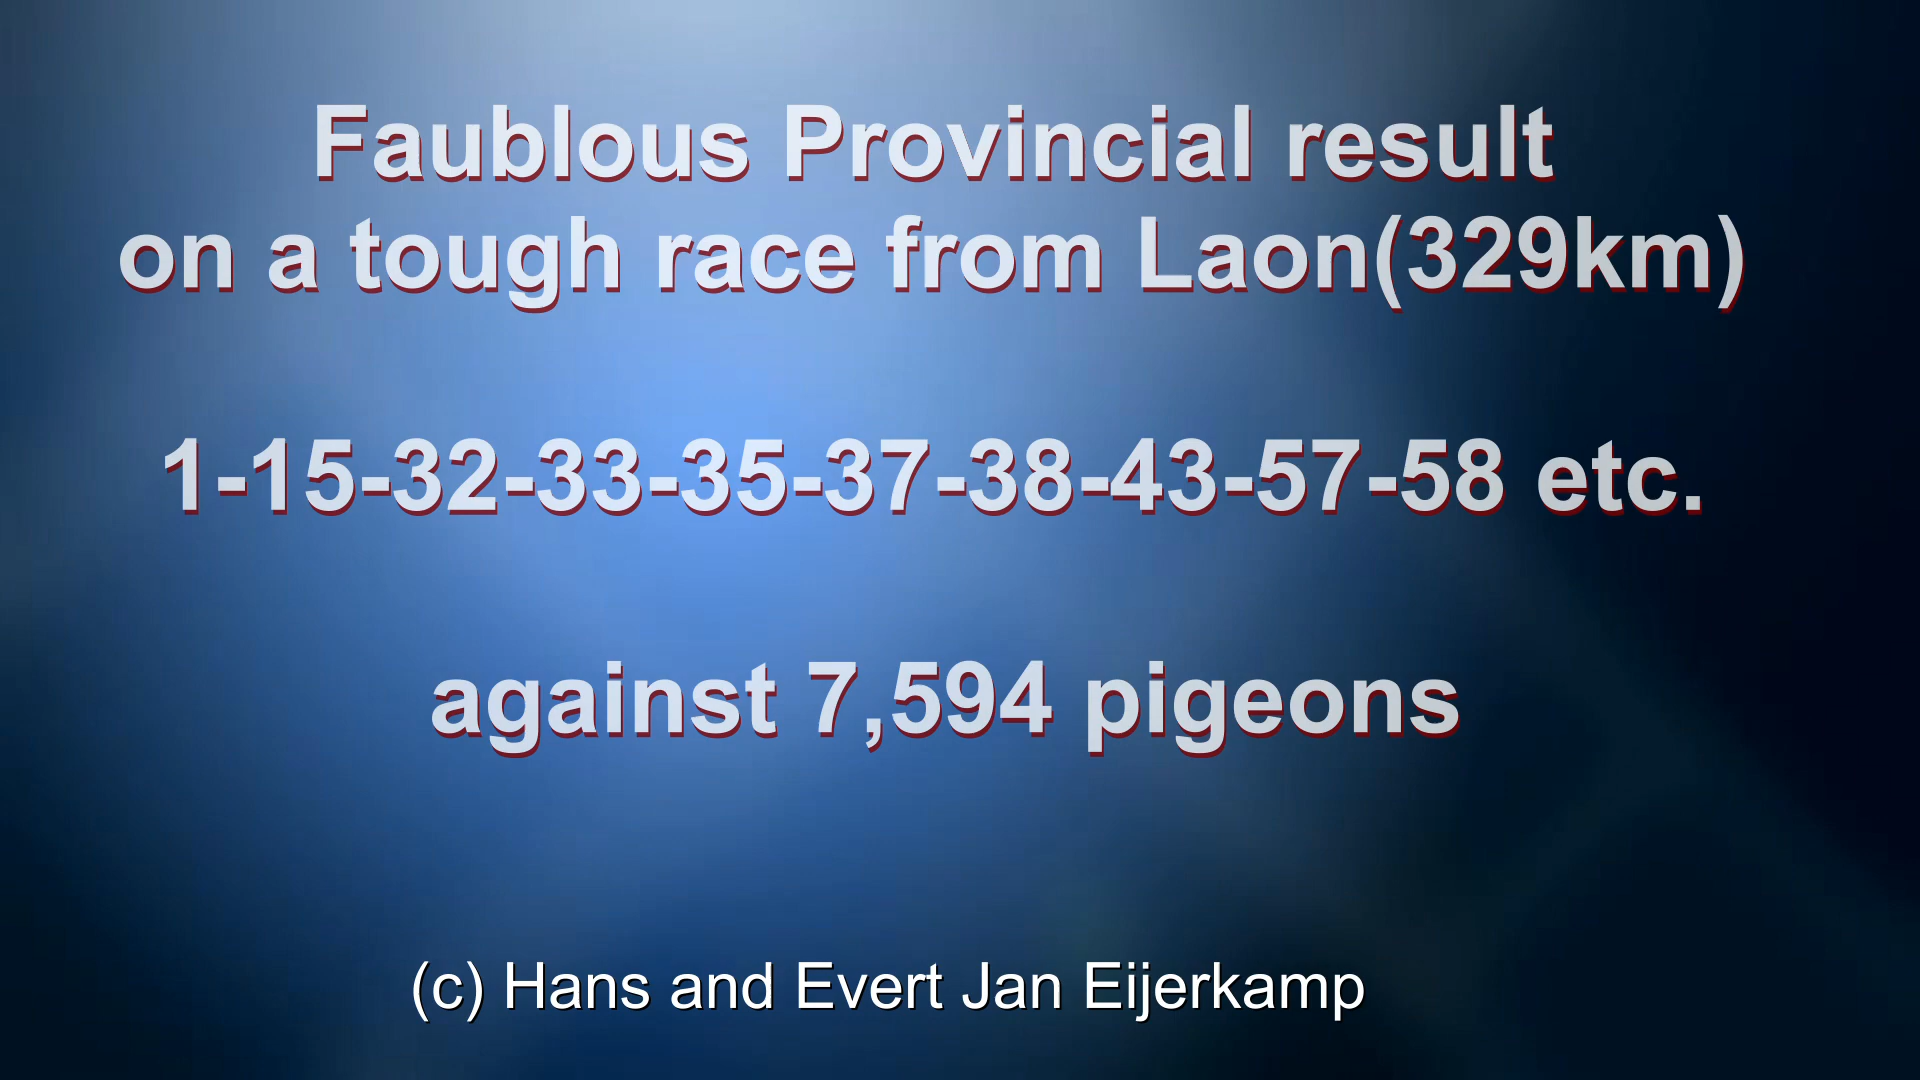 Faublous Provincial result
on a tough race from Laon(329km)
1-15-32-33-35-37-38-43-57-58 etc.
against 7,594 pigeons
(c) Hans and Evert Jan Eijerkamp